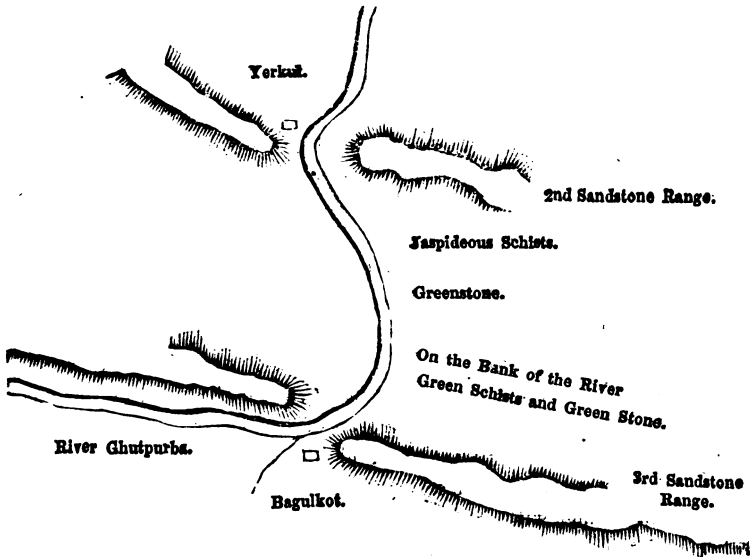 Yerkul.
2nd Sandstone Range.
Jaspideous Schists.
Greenstone.
On the Bank of the River
Green Schists and Green Stone.
River Ghutpurba.
3rd Sandstone
Range.
Bagulkot.